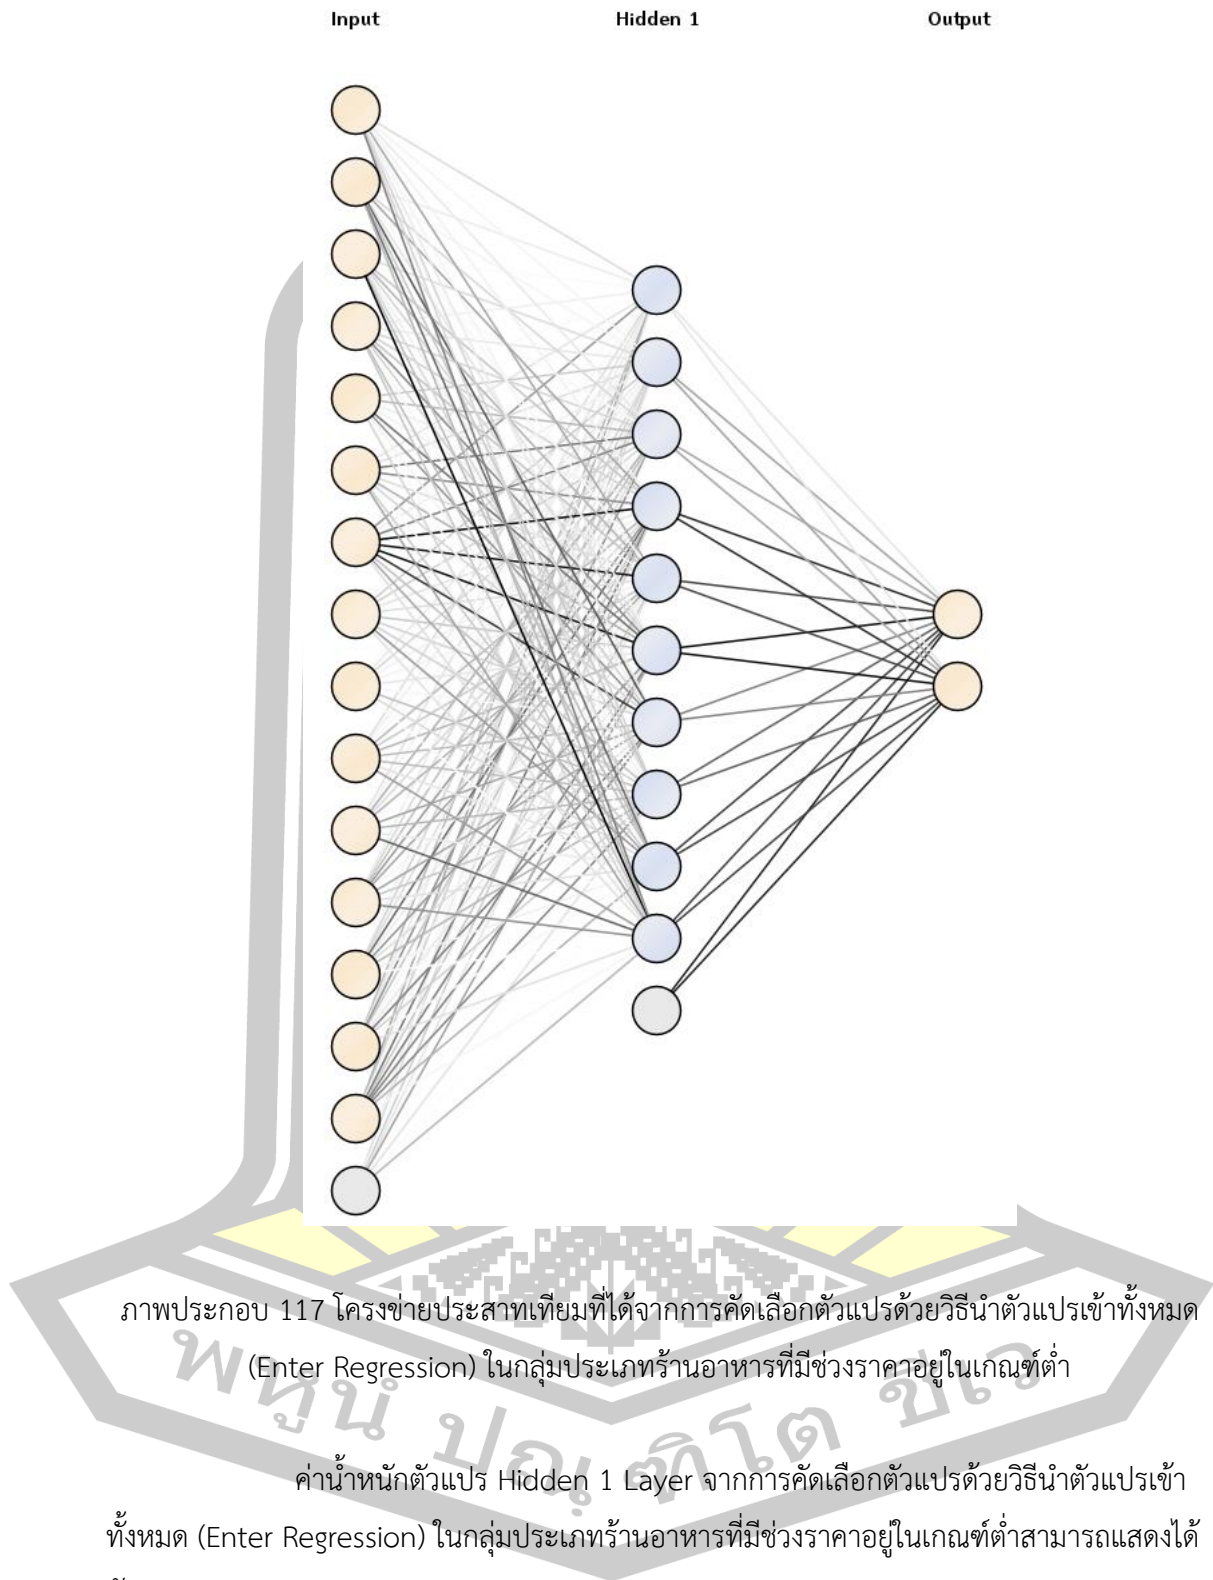 Input Hidden 1 Output
ภาพประกอบ 117 โครงข่ายประสาทเทียมที่ได้จากการคัดเลือกตัวแปรด้วยวิธีนำตัวแปรเข้าทั้งหมด
(Enter Regression) ในกลุ่มประเภทร้านอาหารที่มีช่วงราคาอยู่ในเกณฑ์ต่ำ
พหูนํ ปณฺฑิโต ชีเว
ค่าน้ำหนักตัวแปร Hidden 1 Layer จากการคัดเลือกตัวแปรด้วยวิธีนำตัวแปรเข้า
ทั้งหมด (Enter Regression) ในกลุ่มประเภทร้านอาหารที่มีช่วงราคาอยู่ในเกณฑ์ต่ำสามารถแสดงได้